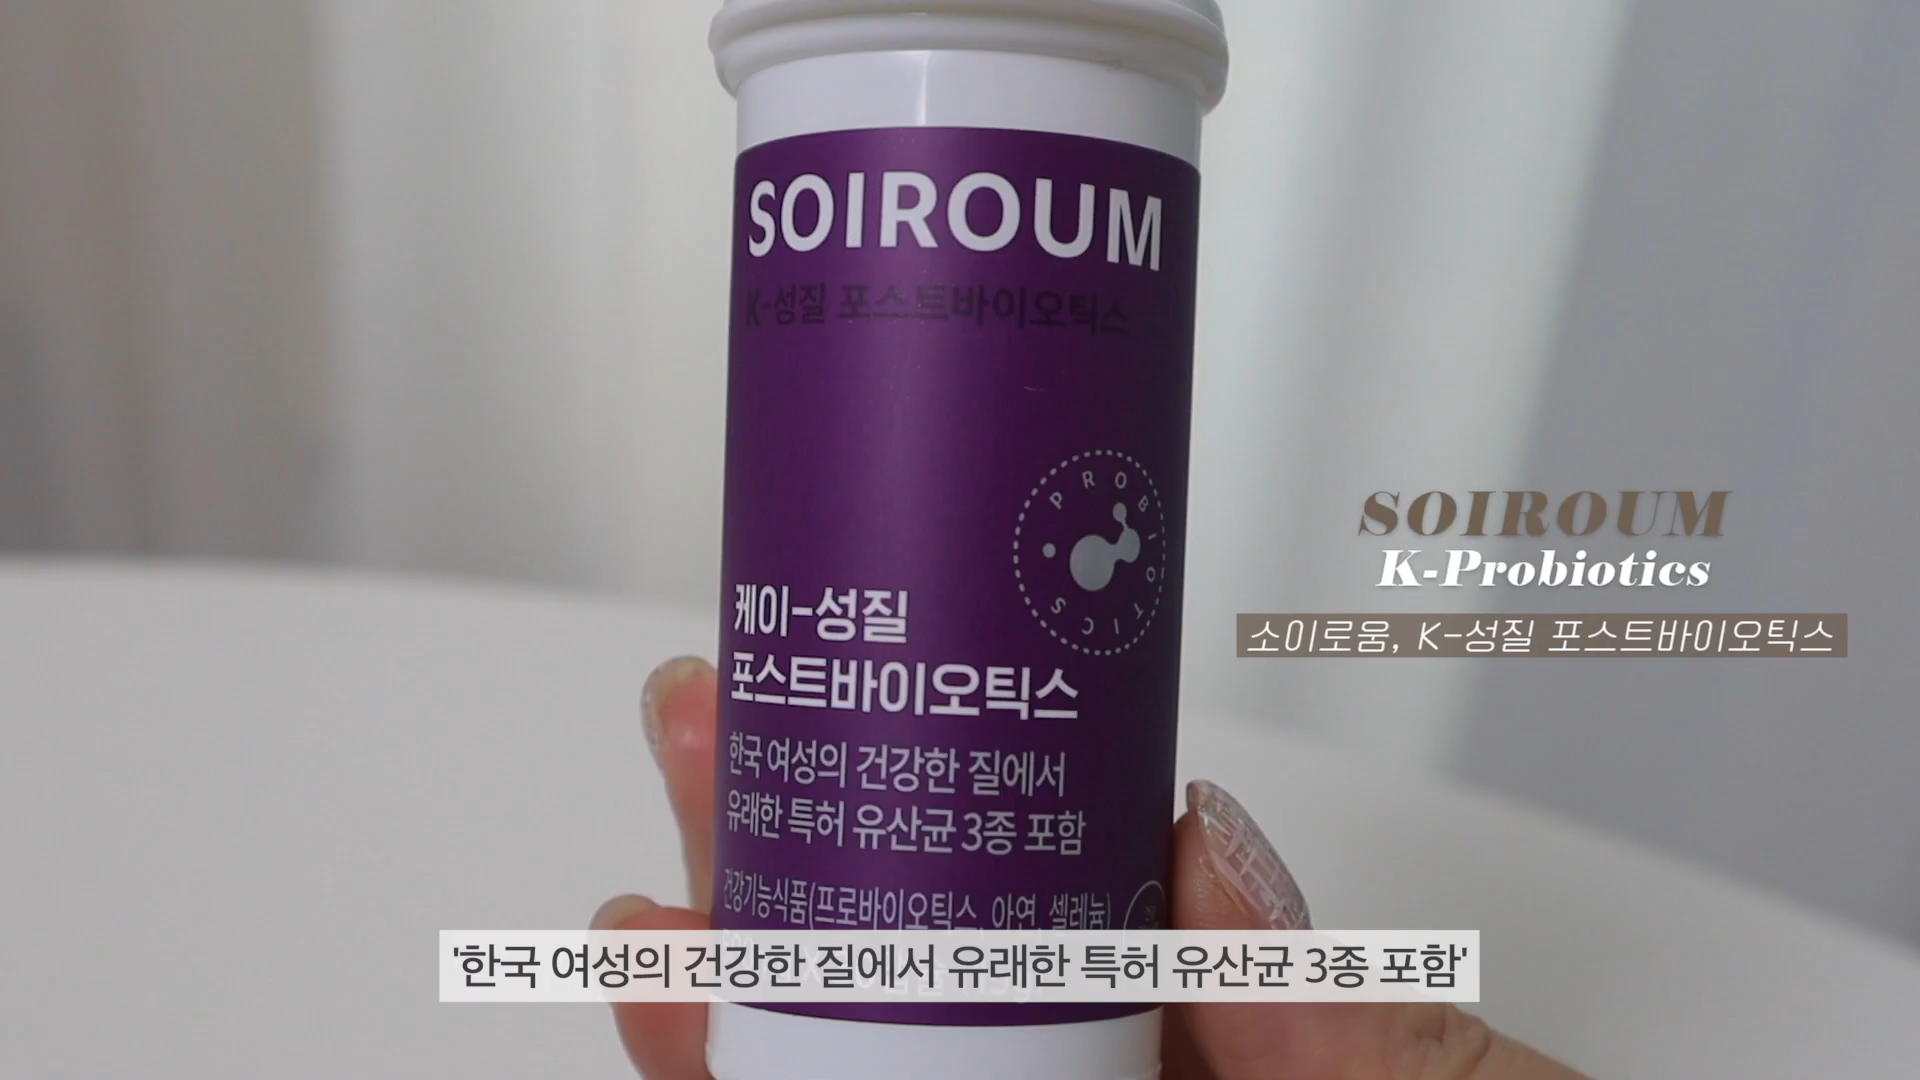 SOIROUM
K-성질 포스트바이오틱스
PROBIOTICS
케이-성질
포스트바이오틱스
한국 여성의 건강한 질에서
유래한 특허 유산균 3종 포함
건강기능식품(프로바이오틱스, 아연, 셀레늄)
SOIROUM
K-Probiotics
소이로움, K-성질 포스트바이오틱스
'한국 여성의 건강한 질에서 유래한 특허 유산균 3종 포함'